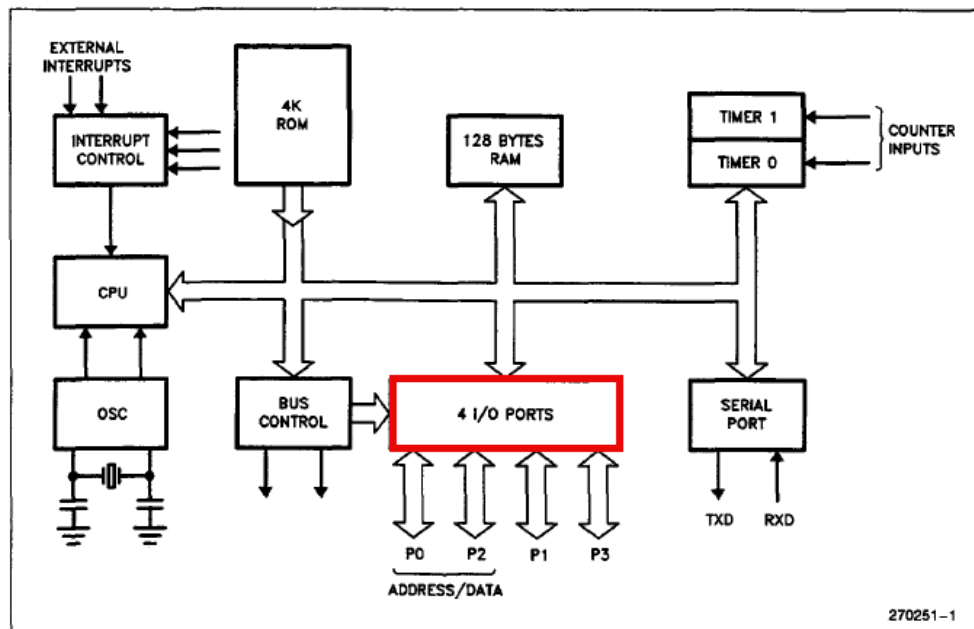 EXTERNAL
INTERRUPTS
INTERRUPT
CONTROL
4K
ROM
128 BYTES
RAM
TIMER 1
TIMER 0
COUNTER
INPUTS
CPU
OSC
BUS
CONTROL
4 I/O PORTS
SERIAL
PORT
TXD
RXD
P0
P2
P1
P3
ADDRESS/DATA
270251-1